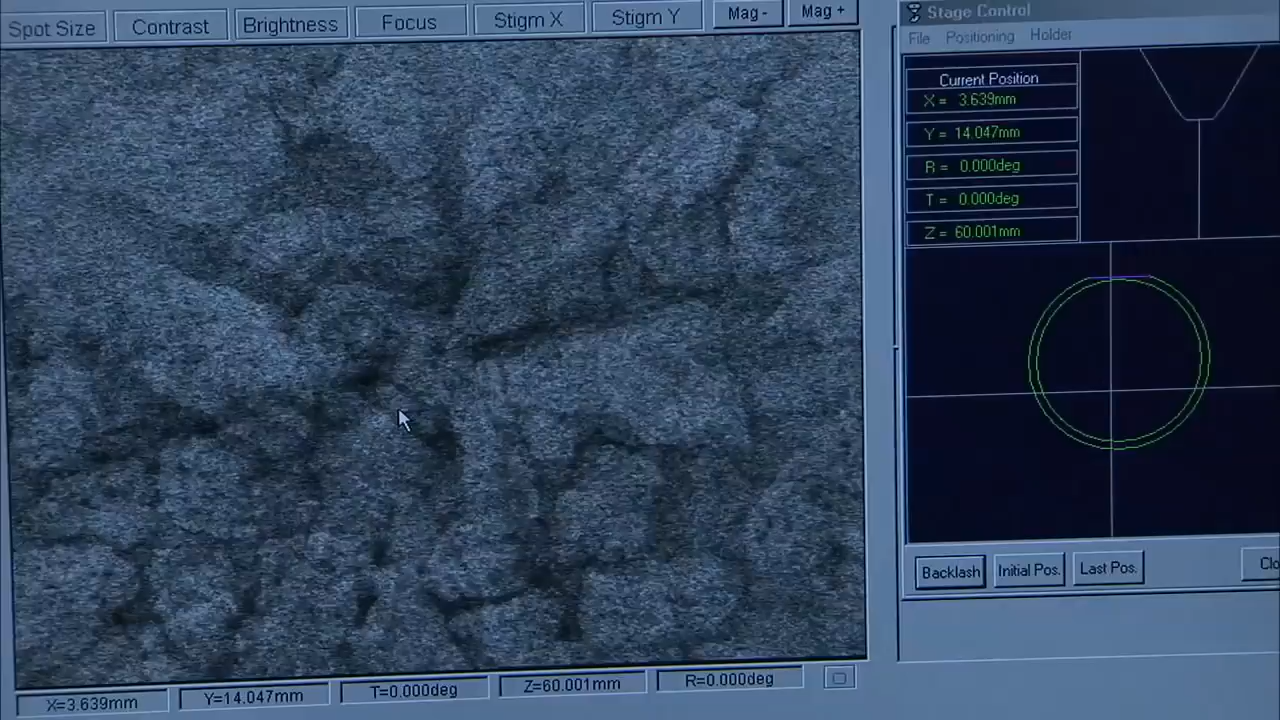 Spot Size Contrast Brightness Focus Stigm X Stigm Y Mag - Mag +
Stage Control
File Positioning Holder
Current Position
X = 3.639mm
Y = 14.047mm
R = 0.000deg
T = 0.000deg
Z = 60.001mm
Backlash Initial Pos. Last Pos. Clo
X=3.639mm Y=14.047mm T=0.000deg Z=60.001mm R=0.000deg